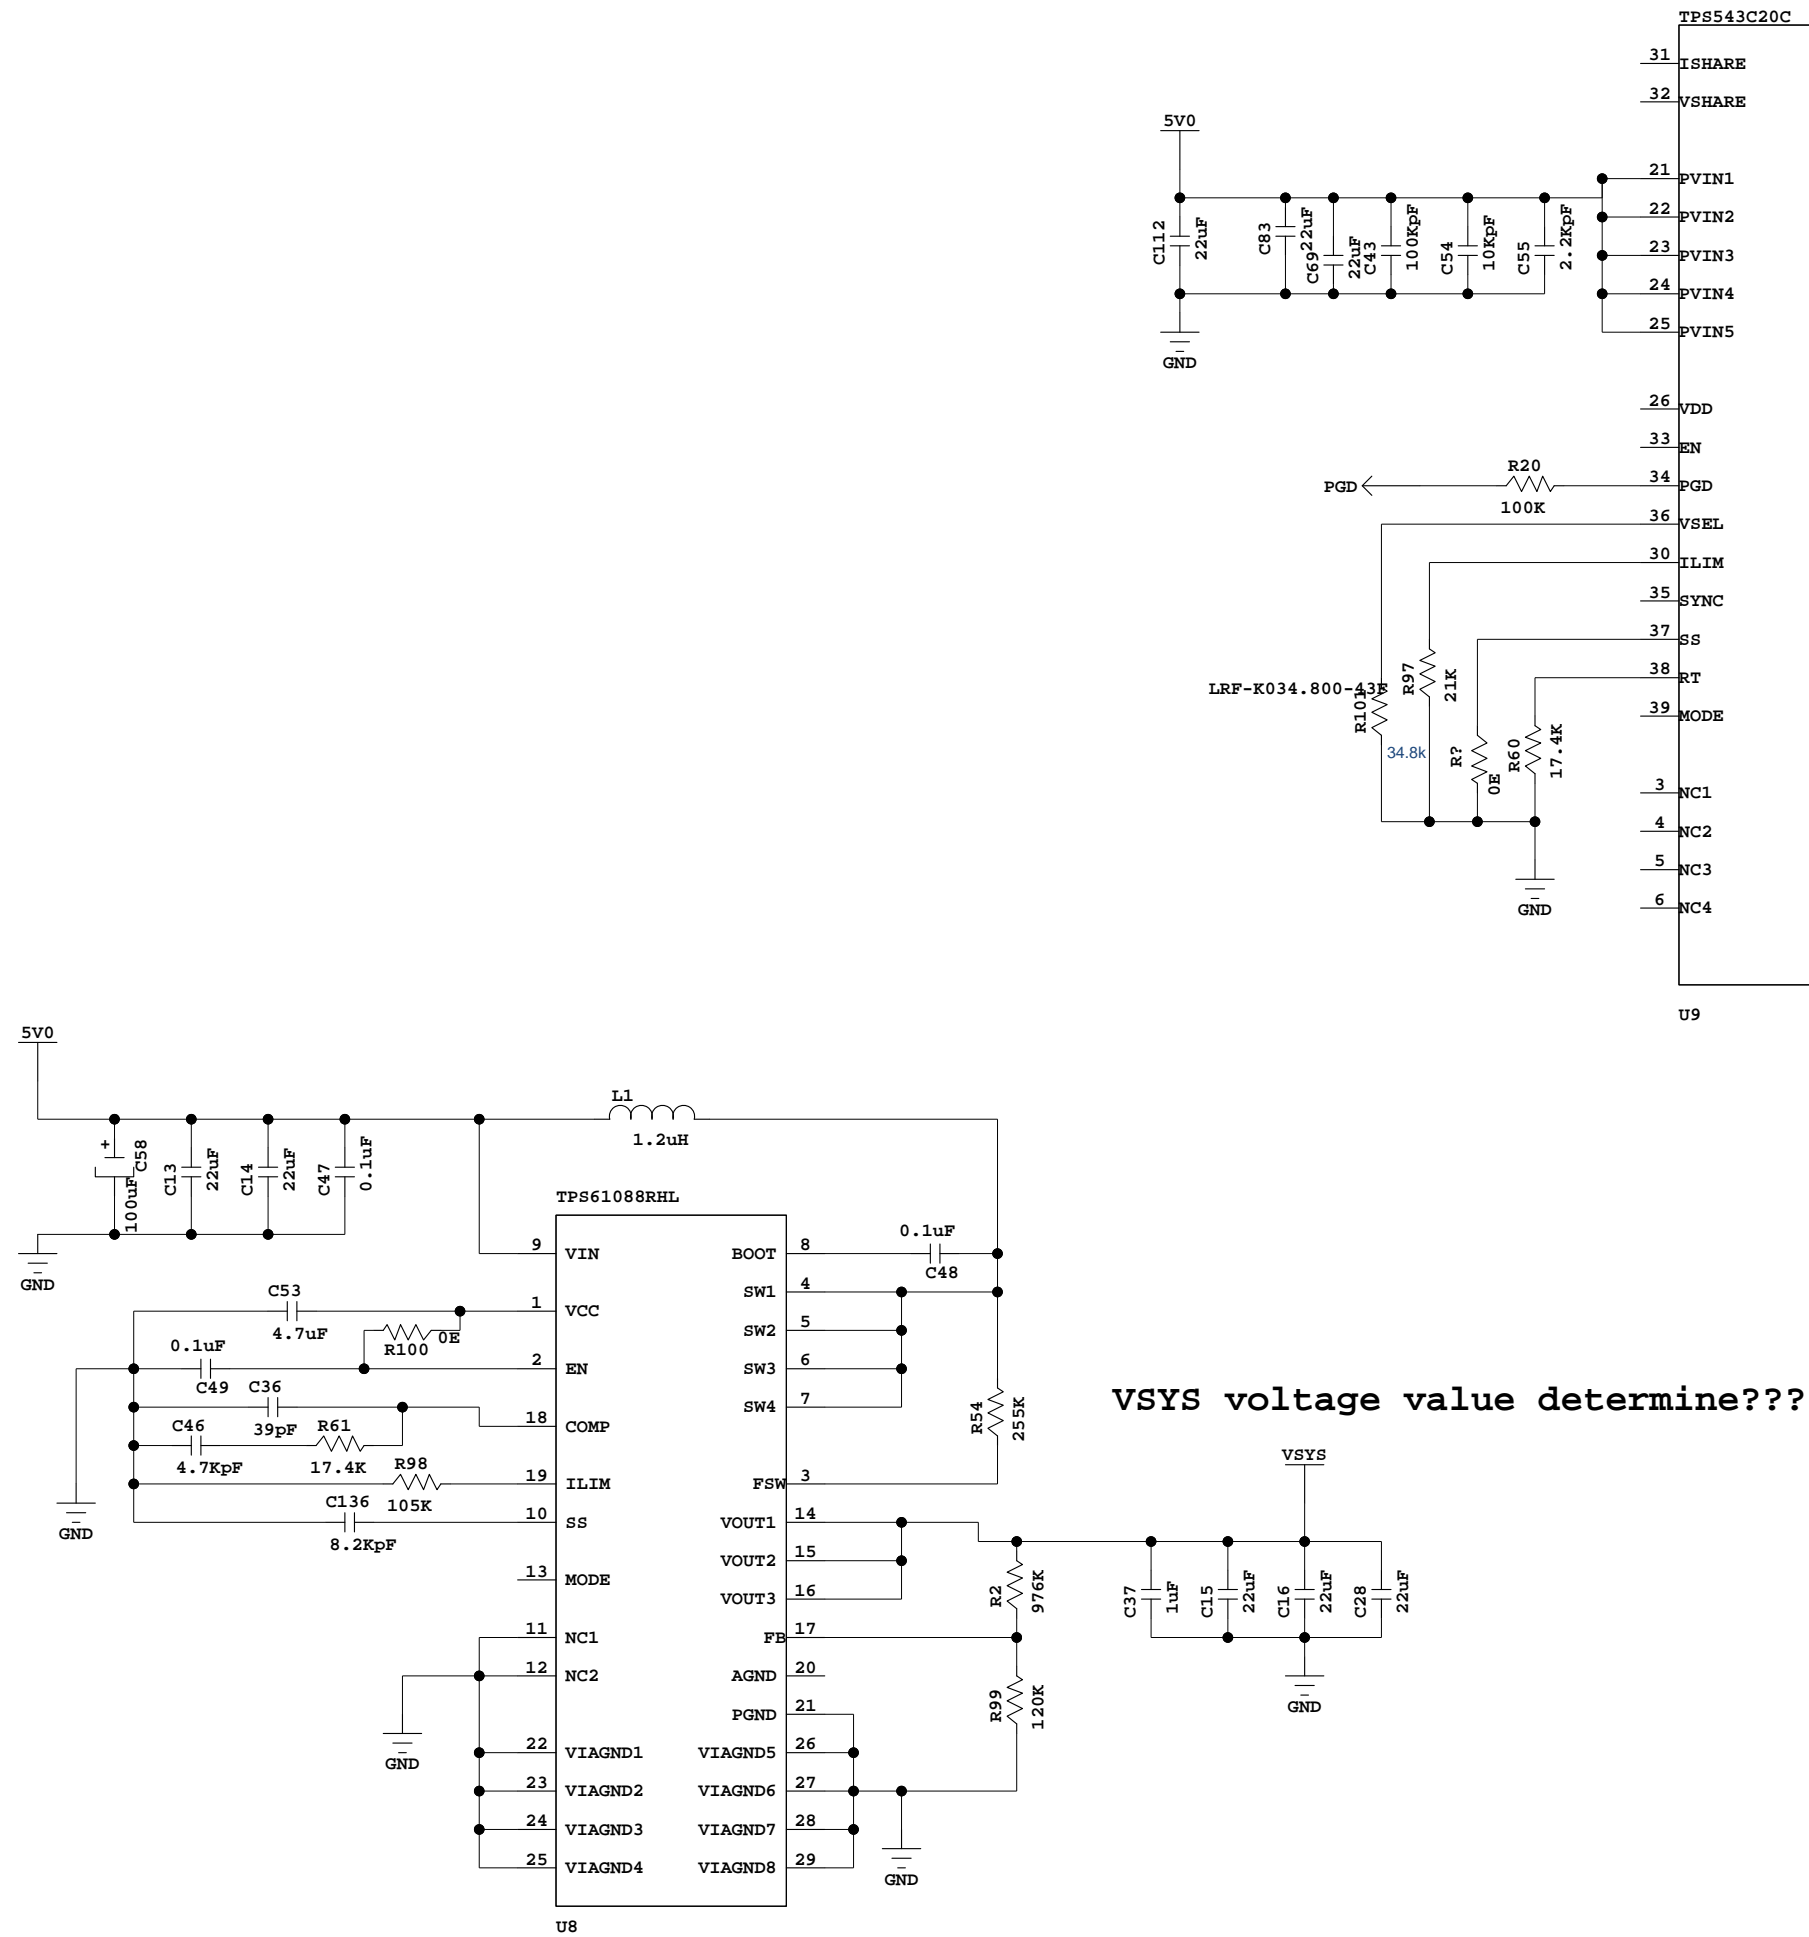 TPS543C20C
31
ISHARE
32
VSHARE
5V0
21
PVIN1
22
PVIN2
23
PVIN3
24
PVIN4
25
PVIN5
C112
22uF
C83
22uF
C69
22uF
C43
100KpF
C54
10KpF
C55
2.2KpF
GND
26
VDD
33
EN
PGD
R20
100K
34
PGD
36
VSEL
30
ILIM
35
SYNC
37
SS
38
RT
39
MODE
LRF-K034.800-43F
R101
34.8k
R97
21K
R?
0E
R60
17.4K
3
NC1
4
NC2
5
NC3
6
NC4
GND
U9
5V0
L1
1.2uH
+
C58
100uF
C13
22uF
C14
22uF
C47
0.1uF
GND
TPS61088RHL
9
VIN
BOOT
8
0.1uF
C48
C53
4.7uF
1
VCC
SW1
4
R100
0E
SW2
5
0.1uF
C49
2
EN
SW3
6
C36
39pF
SW4
7
18
COMP
C46
4.7KpF
R61
17.4K
R54
255K
R98
105K
19
ILIM
FSW
3
GND
C136
8.2KpF
10
SS
VOUT1
14
VOUT2
15
13
MODE
VOUT3
16
11
NC1
FB
17
12
NC2
AGND
20
PGND
21
GND
22
VIAGND1
VIAGND5
26
23
VIAGND2
VIAGND6
27
24
VIAGND3
VIAGND7
28
25
VIAGND4
VIAGND8
29
GND
U8
R2
976K
R99
120K
VSYS voltage value determine???
VSYS
C37
1uF
C15
22uF
C16
22uF
C28
22uF
GND